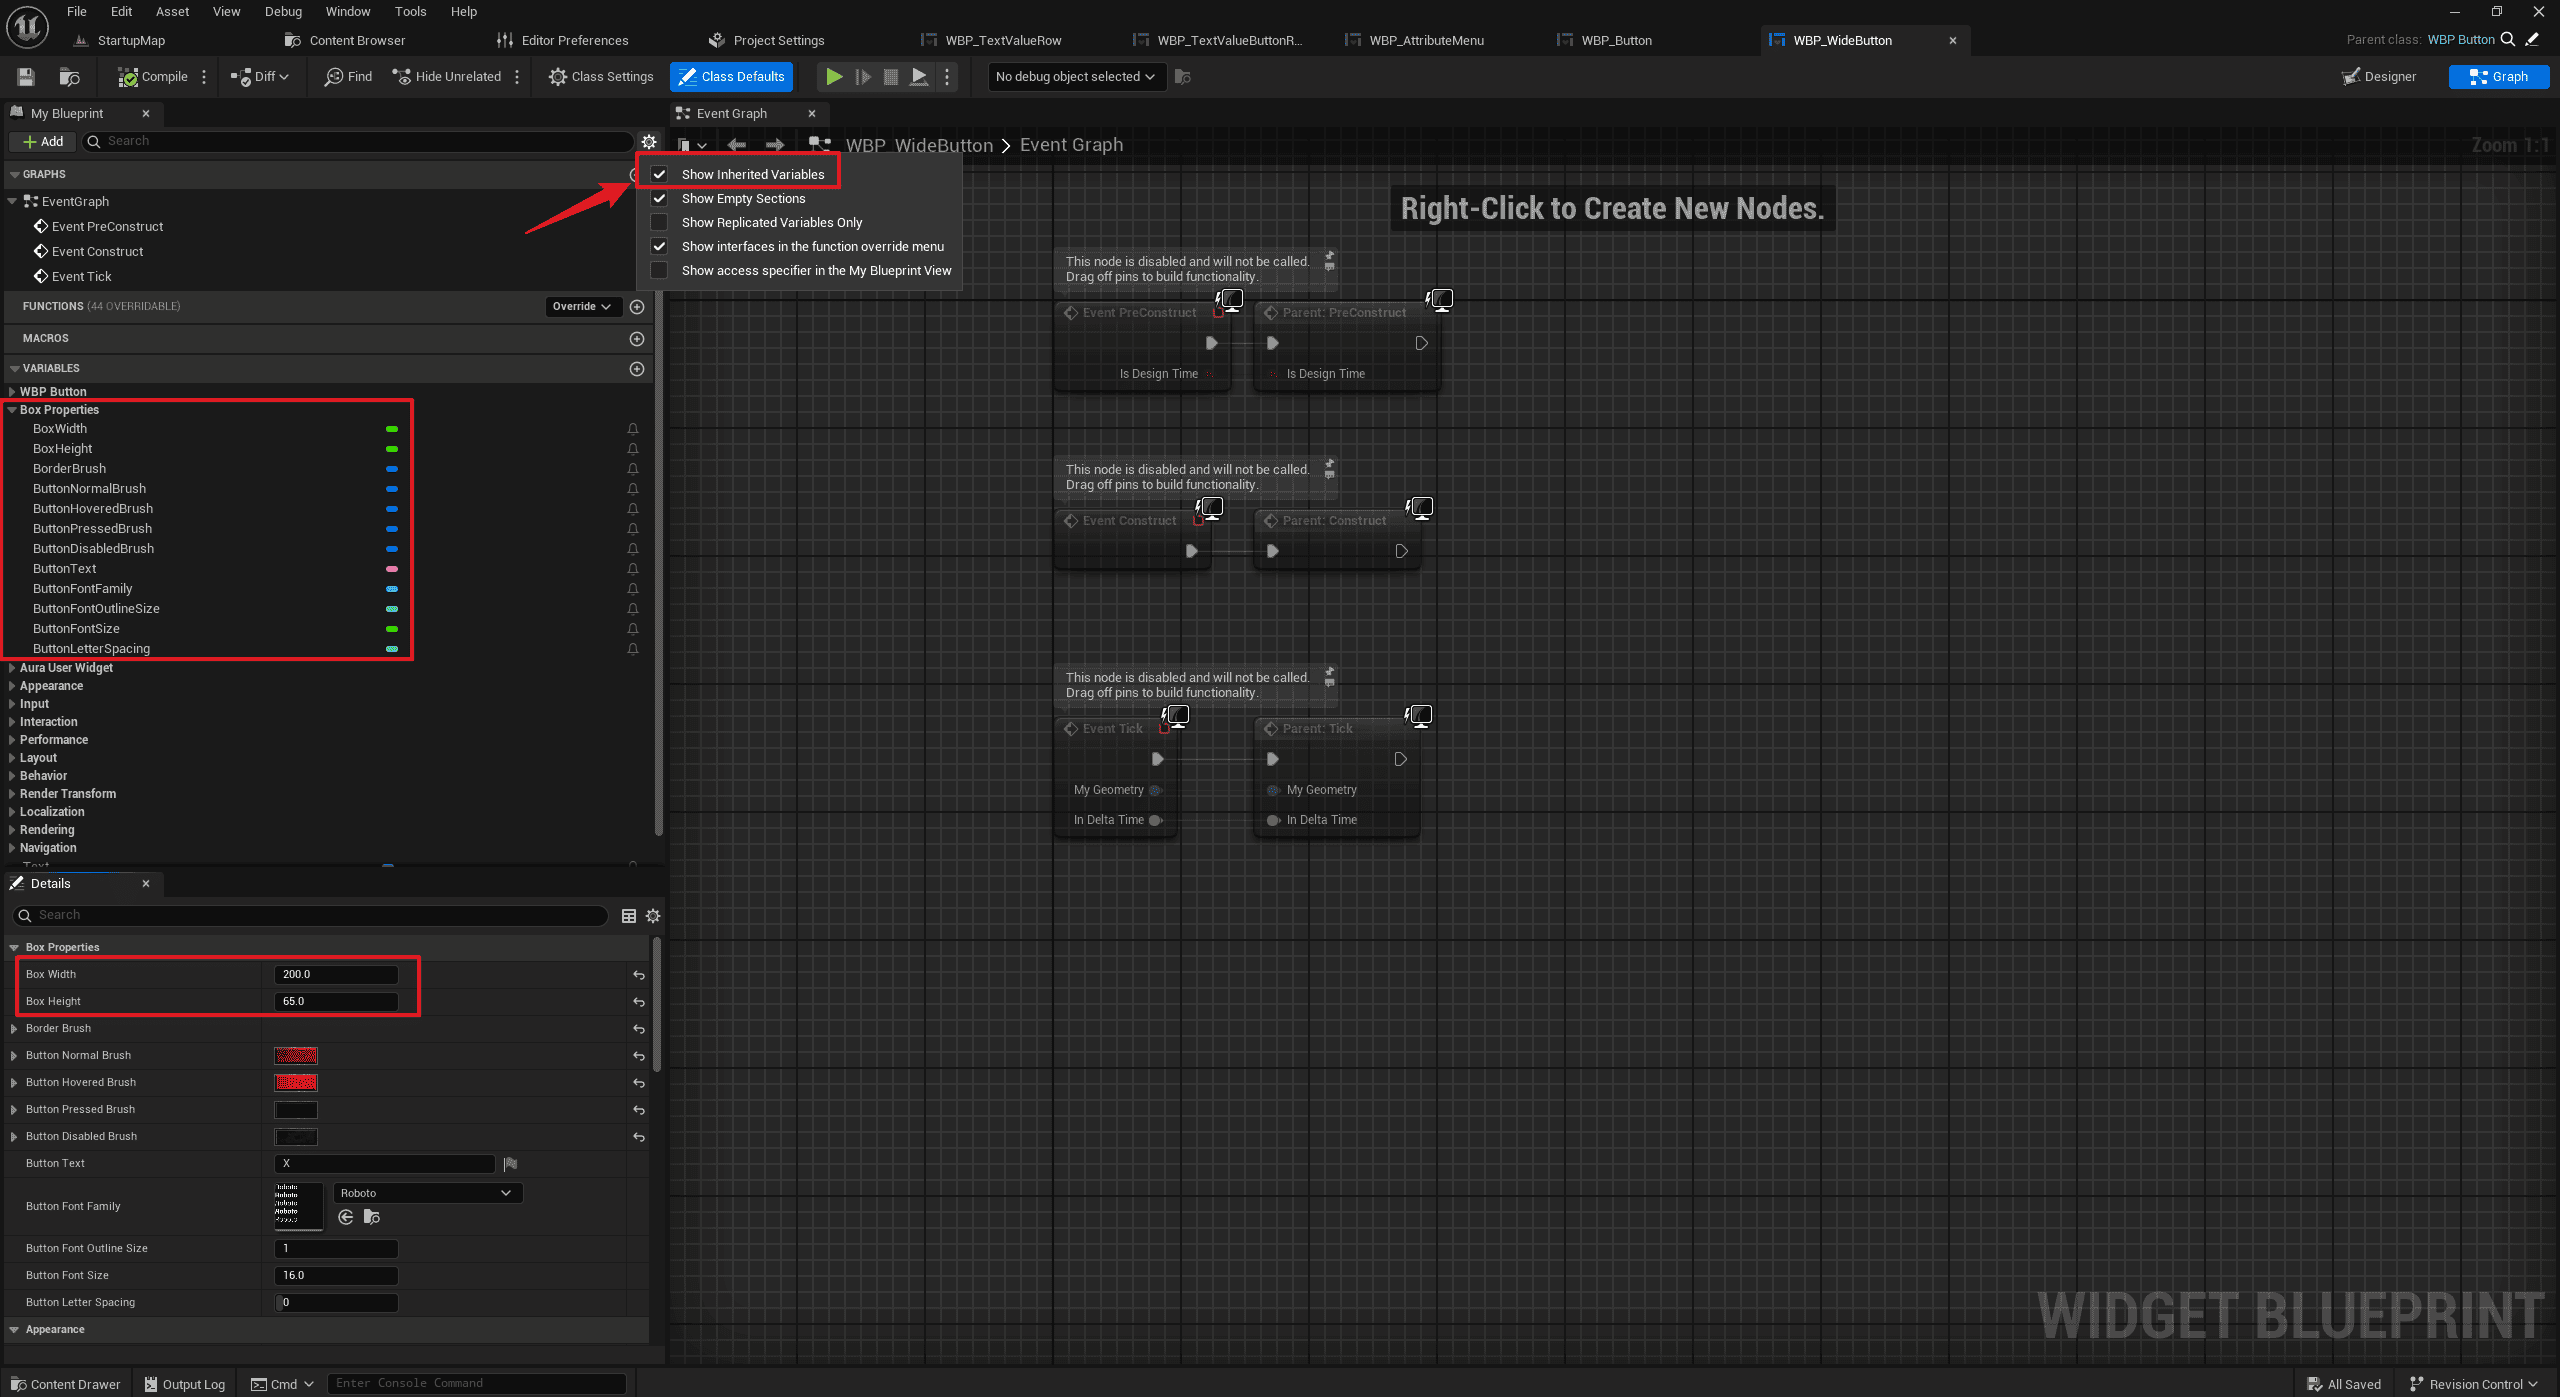 File Edit Asset View Debug Window Tools Help
StartupMap Content Browser Editor Preferences Project Settings WBP_TextValueRow WBP_TextValueButtonR... WBP_AttributeMenu WBP_Button WBP_WideButton Parent class: WBP Button
Compile Diff Find Hide Unrelated Class Settings Class Defaults No debug object selected Designer Graph
My Blueprint
Add Search
GRAPHS
EventGraph
Event PreConstruct
Event Construct
Event Tick
FUNCTIONS (44 OVERRIDABLE) Override
MACROS
VARIABLES
WBP Button
Box Properties
BoxWidth
BoxHeight
BorderBrush
ButtonNormalBrush
ButtonHoveredBrush
ButtonPressedBrush
ButtonDisabledBrush
ButtonText
ButtonFontFamily
ButtonFontOutlineSize
ButtonFontSize
ButtonLetterSpacing
Aura User Widget
Appearance
Input
Interaction
Performance
Layout
Behavior
Render Transform
Localization
Rendering
Navigation
Text
Details
Search
Box Properties
Box Width 200.0
Box Height 65.0
Border Brush
Button Normal Brush
Button Hovered Brush
Button Pressed Brush
Button Disabled Brush
Button Text X
Button Font Family Roboto
Button Font Outline Size 1
Button Font Size 16.0
Button Letter Spacing 0
Appearance
Event Graph
WBP_WideButton Event Graph
Zoom 1:1
Show Inherited Variables
Show Empty Sections
Show Replicated Variables Only
Show interfaces in the function override menu
Show access specifier in the My Blueprint View
Right-Click to Create New Nodes.
This node is disabled and will not be called.
Drag off pins to build functionality.
Event PreConstruct Parent: PreConstruct
Is Design Time Is Design Time
This node is disabled and will not be called.
Drag off pins to build functionality.
Event Construct Parent: Construct
This node is disabled and will not be called.
Drag off pins to build functionality.
Event Tick Parent: Tick
My Geometry My Geometry
In Delta Time In Delta Time
WIDGET BLUEPRINT
Content Drawer Output Log Cmd Enter Console Command All Saved Revision Control